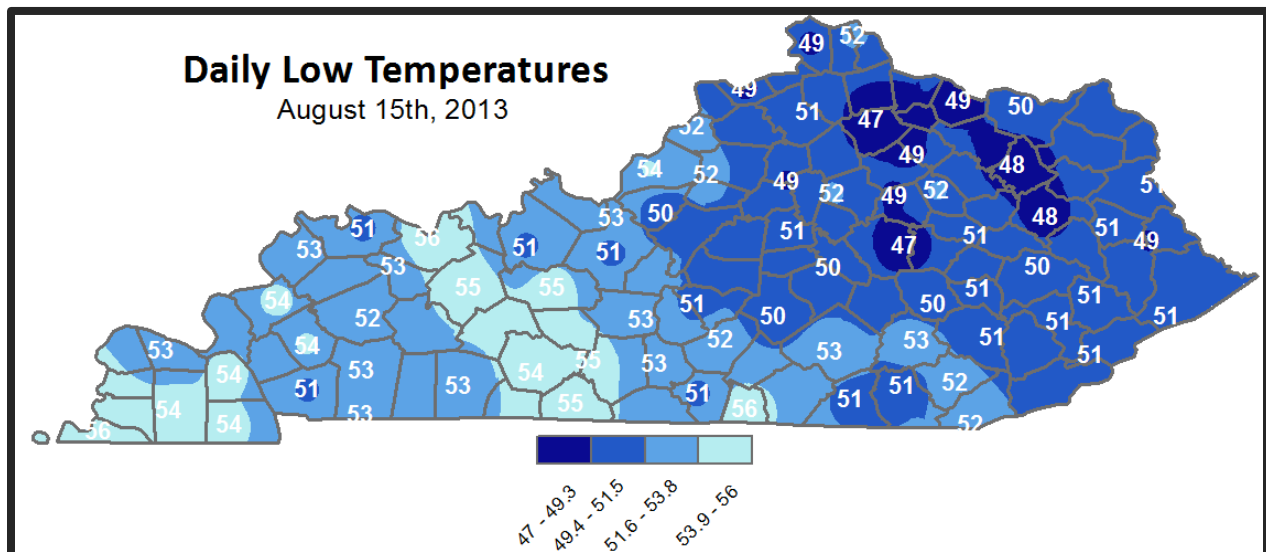 Daily Low Temperatures
August 15th, 2013
49 52
49 49 50
51
47
52 49
54 52 48
49 52 49 52 51
53 50 48
51 56 51 51 51
53 51 47 49
53 50 50
55 55 51
54 51 50 51
52 53 50 51 51
54 52 51
53 53 53 51
54 53 54 55 53
51 53 51 51 52
54 54 53 55 56
56 53 52
47 - 49.3
49.4 - 51.5
51.6 - 53.8
53.9 - 56